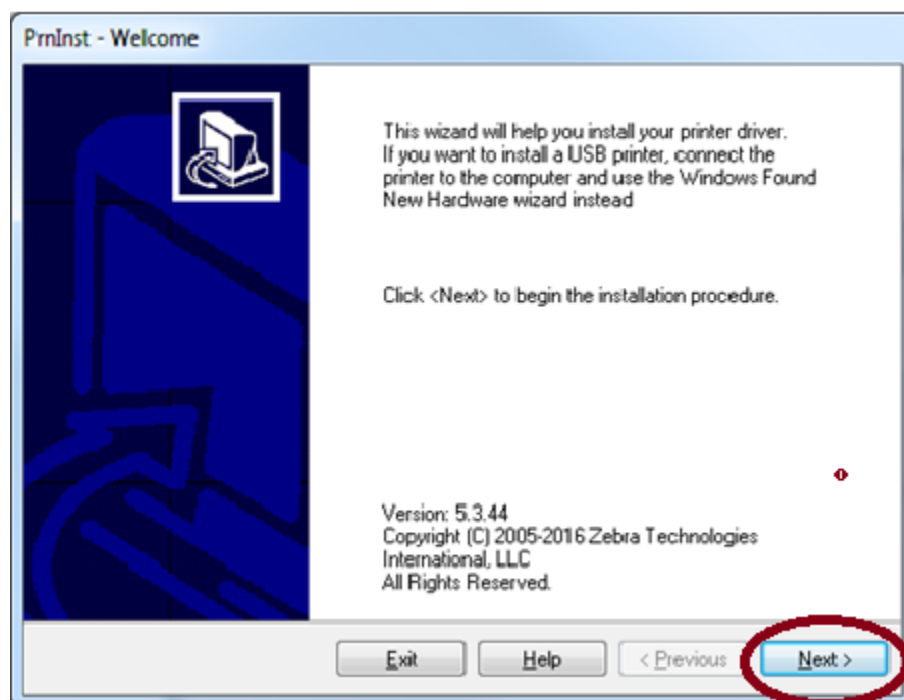 PrnInst - Welcome
This wizard will help you install your printer driver.
If you want to install a USB printer, connect the
printer to the computer and use the Windows Found
New Hardware wizard instead
Click <Next> to begin the installation procedure.
Version: 5.3.44
Copyright (C) 2005-2016 Zebra Technologies
International, LLC
All Rights Reserved.
Exit Help < Previous Next >